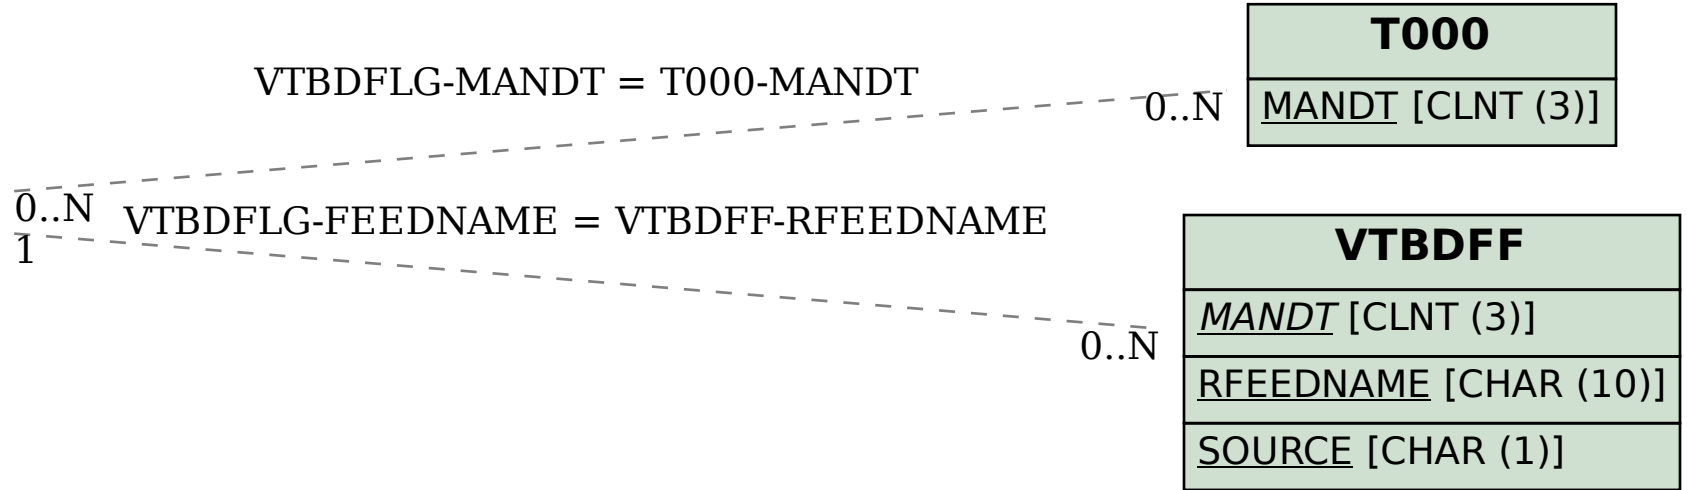 T000
VTBDFLG-MANDT = T000-MANDT
0..N
MANDT [CLNT (3)]
0..N
VTBDFLG-FEEDNAME = VTBDFF-RFEEDNAME
1
VTBDFF
MANDT [CLNT (3)]
0..N
RFEEDNAME [CHAR (10)]
SOURCE [CHAR (1)]